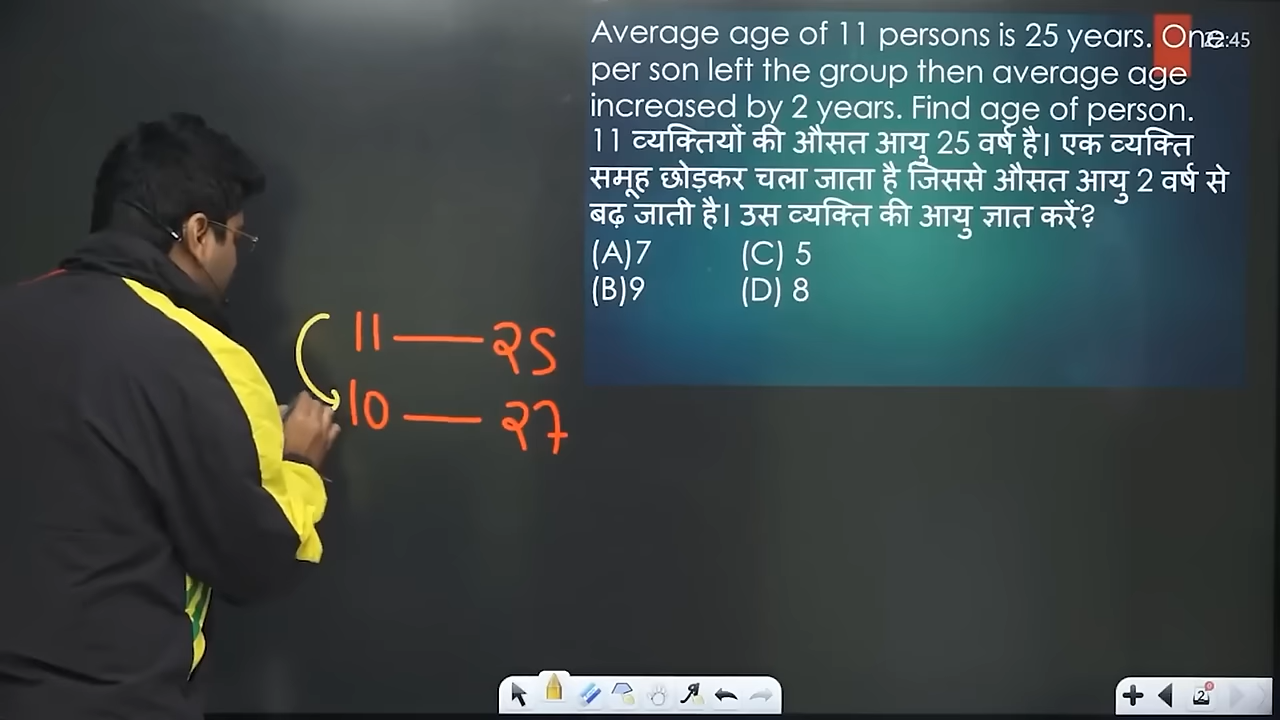 Average age of 11 persons is 25 years. One
per son left the group then average age
increased by 2 years. Find age of person.
11 व्यक्तियों की औसत आयु 25 वर्ष है। एक व्यक्ति
समूह छोड़कर चला जाता है जिससे औसत आयु 2 वर्ष से
बढ़ जाती है। उस व्यक्ति की आयु ज्ञात करें?
(A)7 (C) 5
(B)9 (D) 8
11 — 25
10 — 27
2